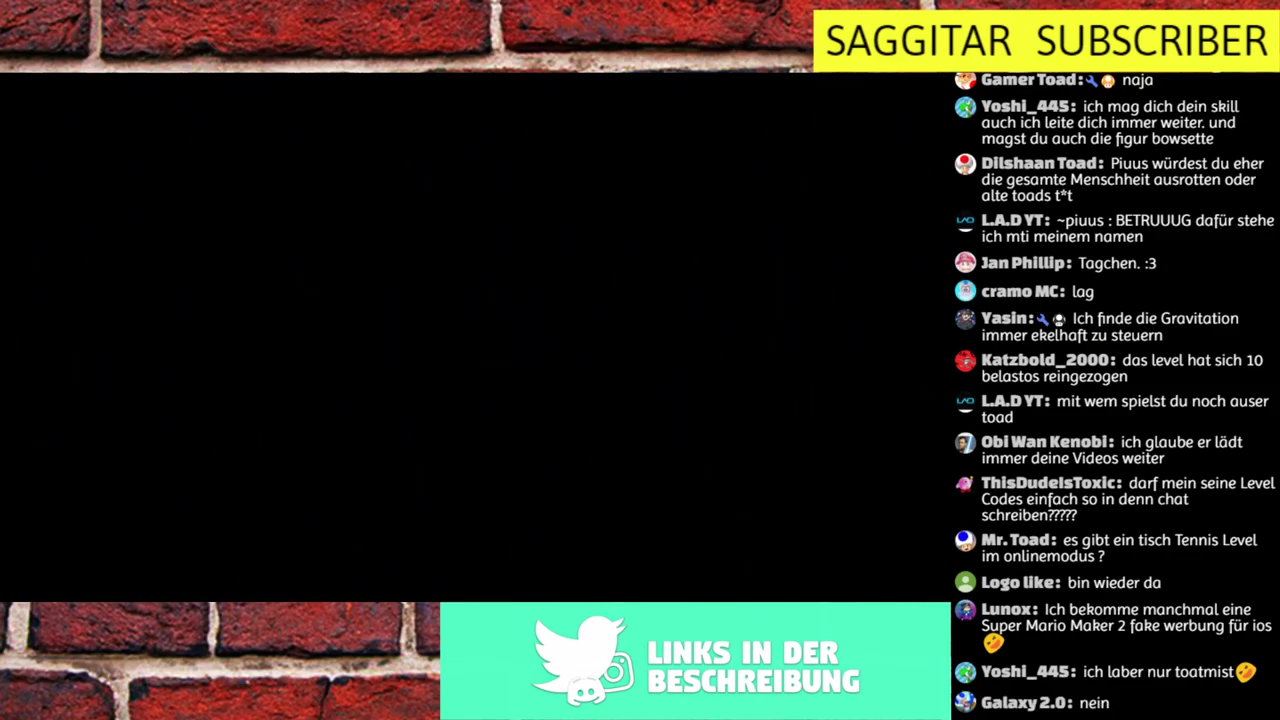 SAGGITAR SUBSCRIBER
Gamer Toad: naja
Yoshi_445: ich mag dich dein skill
auch ich leite dich immer weiter. und
magst du auch die figur bowsette
Dilshaan Toad: Piuus würdest du eher
die gesamte Menschheit ausrotten oder
alte toads t*t
L.A.D YT: ~piuus : BETRUUUG dafür stehe
ich mti meinem namen
Jan Phillip: Tagchen. :3
cramo MC: lag
Yasin: Ich finde die Gravitation
immer ekelhaft zu steuern
Katzbold_2000: das level hat sich 10
belastos reingezogen
L.A.D YT: mit wem spielst du noch auser
toad
Obi Wan Kenobi: ich glaube er lädt
immer deine Videos weiter
ThisDudeIsToxic: darf mein seine Level
Codes einfach so in denn chat
schreiben?????
Mr. Toad: es gibt ein tisch Tennis Level
im onlinemodus ?
Logo like: bin wieder da
Lunox: Ich bekomme manchmal eine
Super Mario Maker 2 fake werbung für ios
Yoshi_445: ich laber nur toatmist
Galaxy 2.0: nein
LINKS IN DER
BESCHREIBUNG